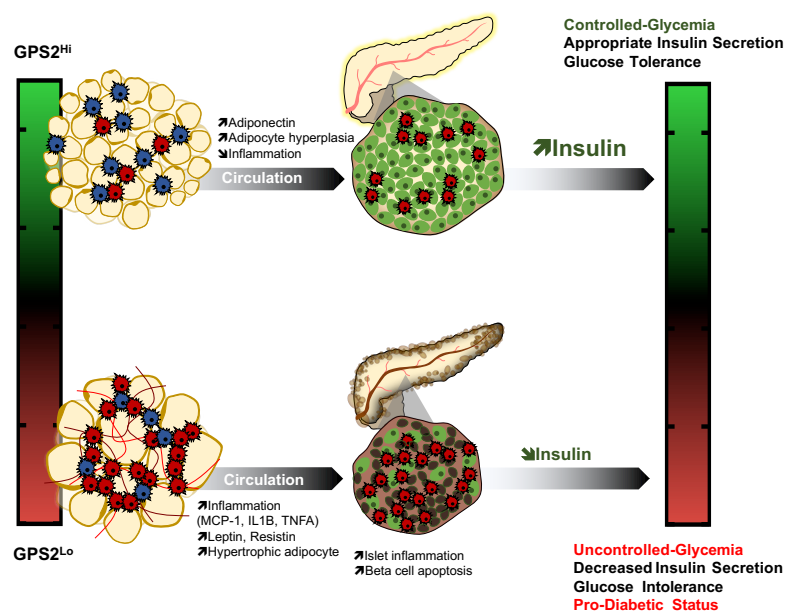 GPS2Hi
↗Adiponectin
↗Adipocyte hyperplasia
↘Inflammation
Circulation
↗Insulin
Controlled-Glycemia
Appropriate Insulin Secretion
Glucose Tolerance
GPS2Lo
Circulation
↗Inflammation
(MCP-1, IL1B, TNFA)
↗Leptin, Resistin
↗Hypertrophic adipocyte
↗Islet inflammation
↗Beta cell apoptosis
↘Insulin
Uncontrolled-Glycemia
Decreased Insulin Secretion
Glucose Intolerance
Pro-Diabetic Status